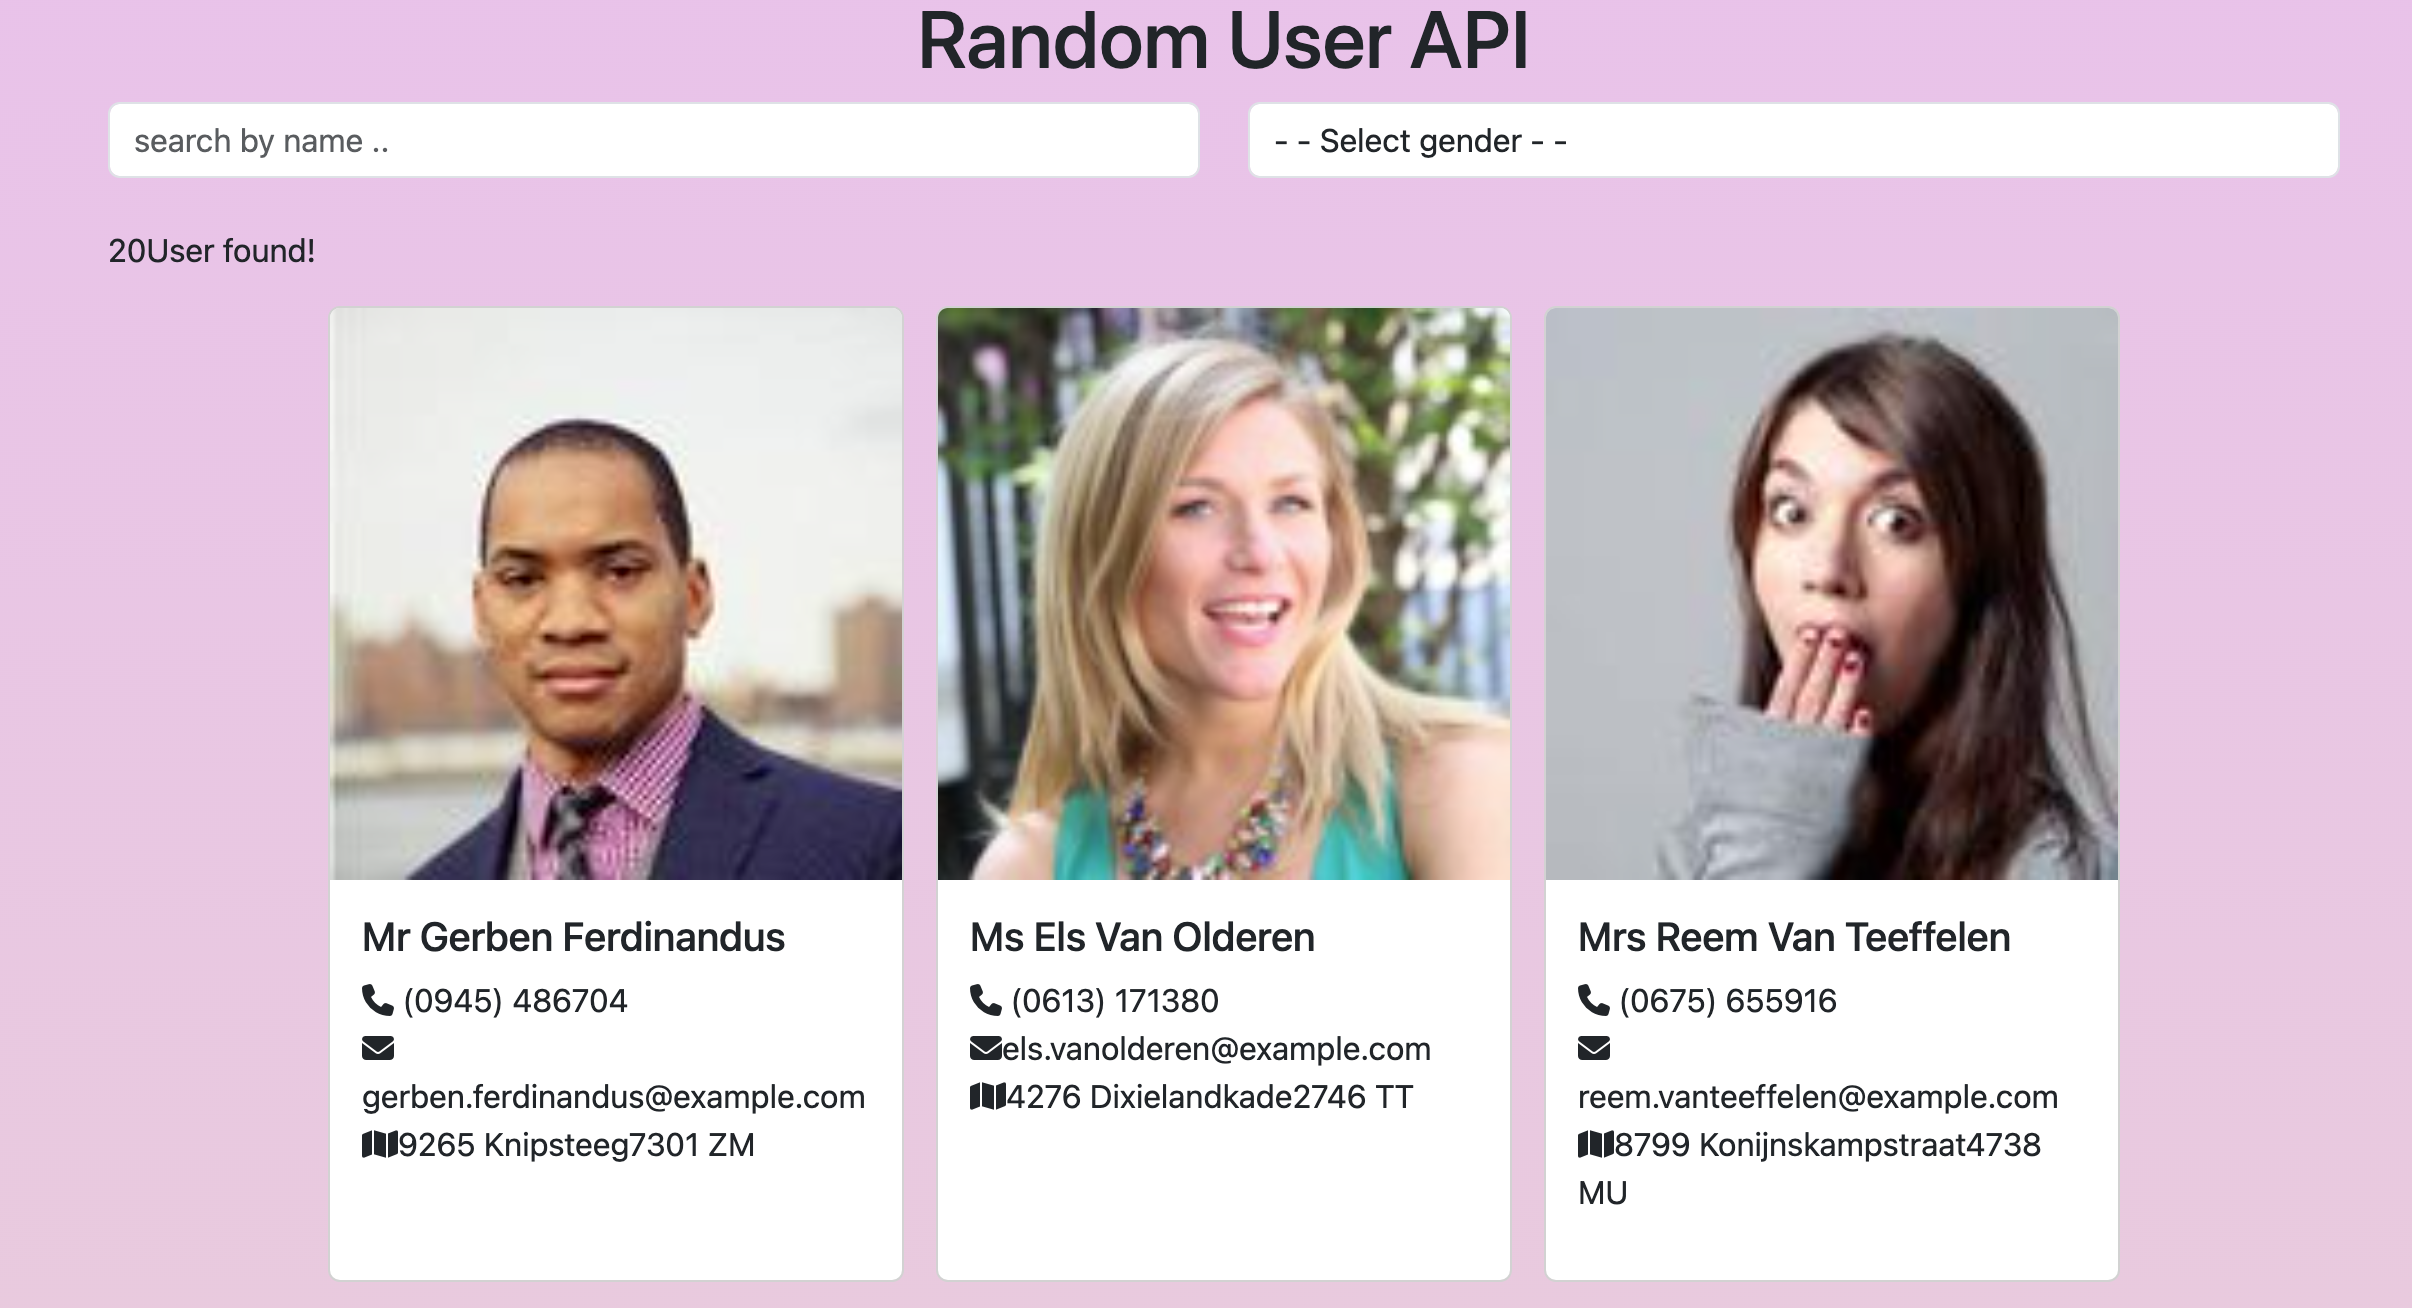 Random User API
search by name ..
- - Select gender - -
20User found!
Mr Gerben Ferdinandus
(0945) 486704
gerben.ferdinandus@example.com
9265 Knipsteeg7301 ZM
Ms Els Van Olderen
(0613) 171380
els.vanolderen@example.com
4276 Dixielandkade2746 TT
Mrs Reem Van Teeffelen
(0675) 655916
reem.vanteeffelen@example.com
8799 Konijnskampstraat4738
MU